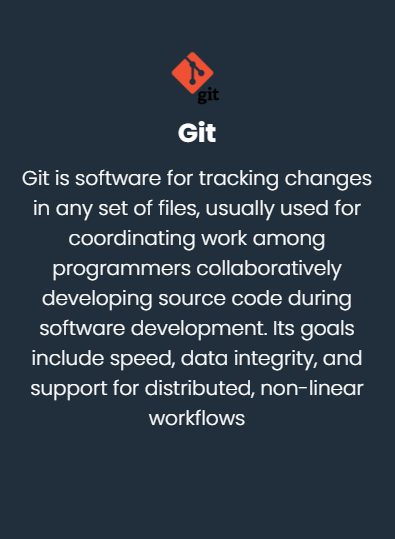 git
Git
Git is software for tracking changes
in any set of files, usually used for
coordinating work among
programmers collaboratively
developing source code during
software development. Its goals
include speed, data integrity, and
support for distributed, non-linear
workflows